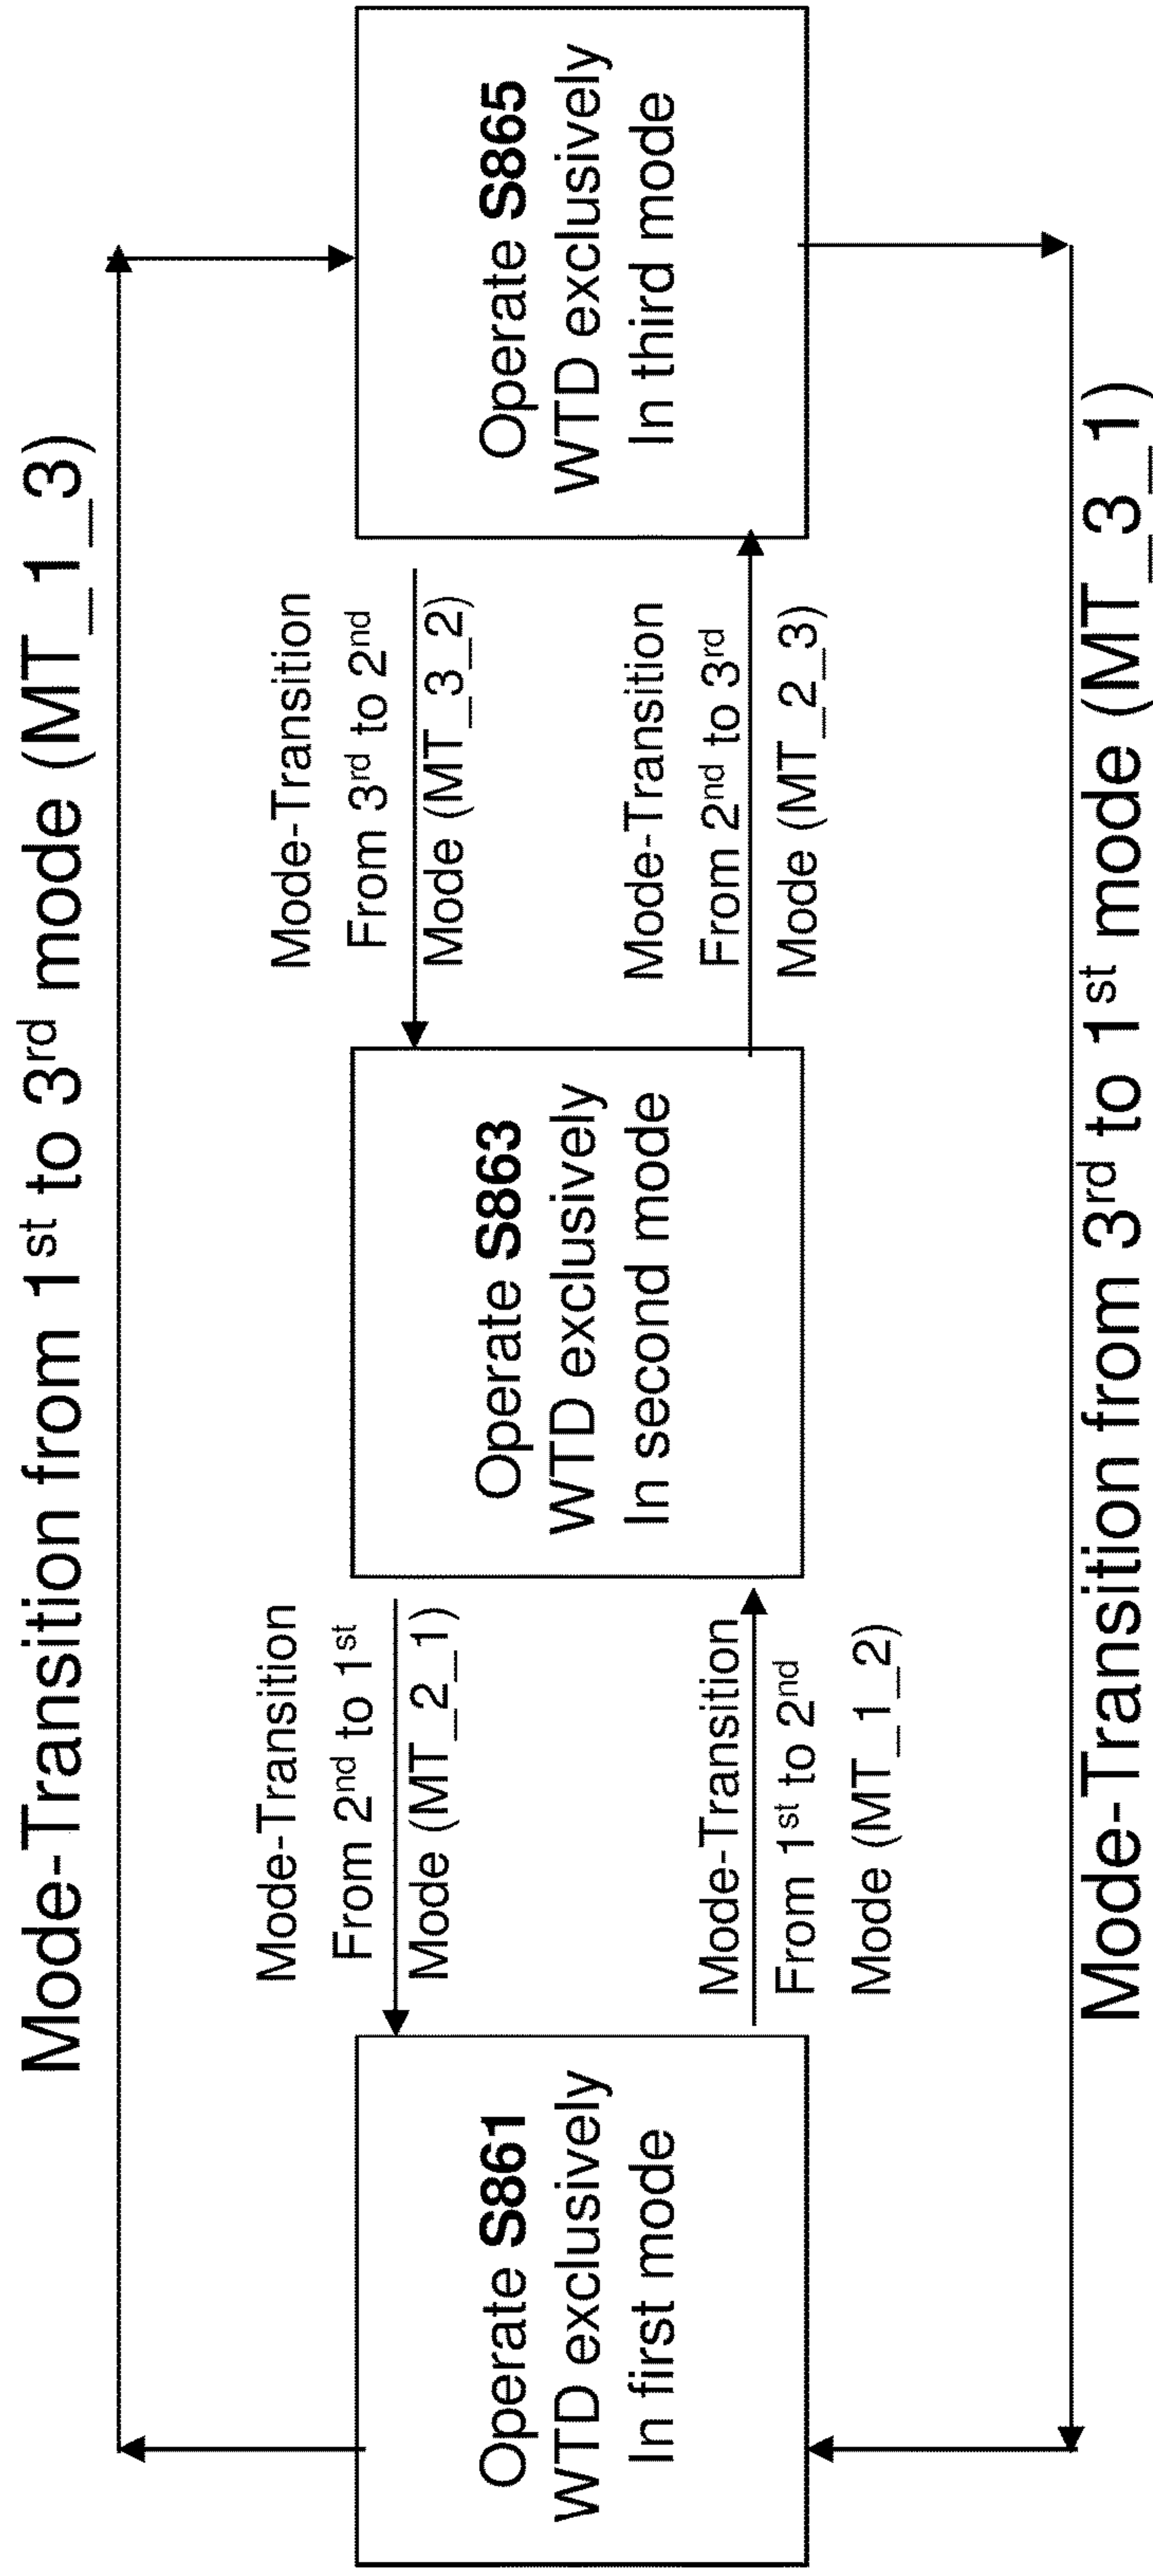 Mode-Transition from 1st to 3rd mode (MT_1_3)
Mode-Transition
From 2nd to 1st
Mode (MT_2_1)
Mode-Transition
From 3rd to 2nd
Mode (MT_3_2)
Operate S861
WTD exclusively
In first mode
Operate S863
WTD exclusively
In second mode
Operate S865
WTD exclusively
In third mode
Mode-Transition
From 1st to 2nd
Mode (MT_1_2)
Mode-Transition
From 2nd to 3rd
Mode (MT_2_3)
Mode-Transition from 3rd to 1st mode (MT_3_1)